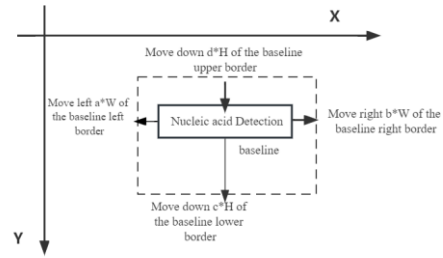 X
Move down d*H of the baseline
upper border
Move left a*W of
the baseline left
border
Nucleic acid Detection
Move right b*W of the
baseline right border
baseline
Move down c*H of
the baseline lower
border
Y